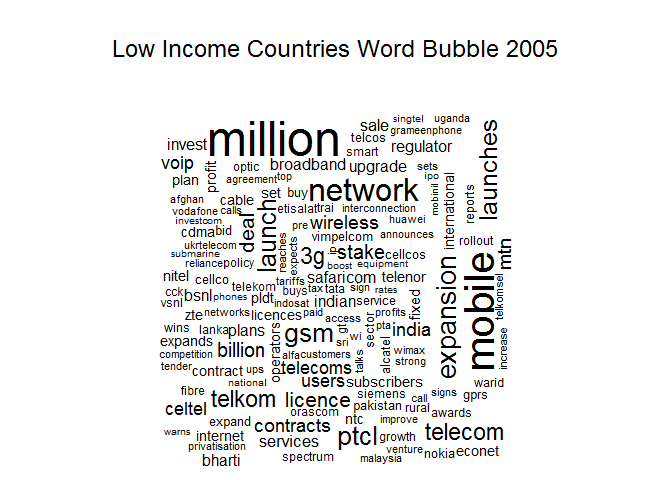 Low Income Countries Word Bubble 2005
singtel uganda
sale grameenphone
million
telcos
invest smart regulator
voip optic broadband upgrade sets
profit
launches
plan agreement top ipo
afghan cable set buy network
mobinil
international
reports
vodafone calls etisalat trai interconnection
investcom deal launch pre wireless huawei
cdma bid vimpelcom announces
ukrtelecom rollout
submarine reaches expects 3g ip stake cellcos mtn
reliance policy boost equipment
nitel cellco tariffs safaricom telenor
telekom buys tax tata sign rates
cck bsnl phones pldt indosat indian service fixed expansion mobile telkomsel
vsnl
zte networks licences paid access profits
wins lanka plans operators gsm gt wi sector pta india
expands sri
competition billion alfa customers talks alcatel wimax increase
tender contract ups telecoms strong
national users subscribers warid
fibre telkom licence siemens call signs gprs
celtel orascom pakistan rural awards
expand contracts ntc improve
warns internet services ptcl growth telecom
privatisation venture nokia econet
bharti spectrum malaysia